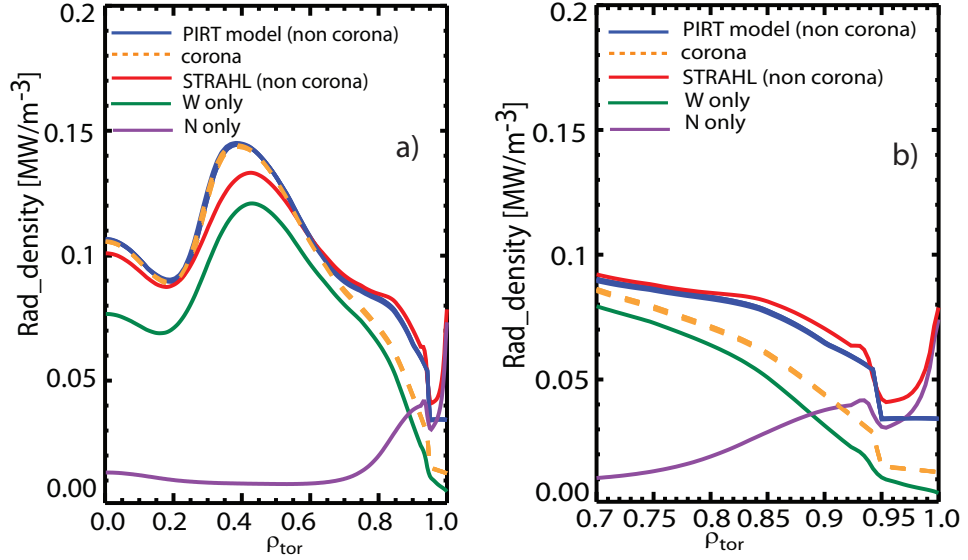 0.2
PIRT model (non corona)
corona
STRAHL (non corona)
W only
N only
0.15
a)
0.1
0.05
0.00
Rad_density [MW/m⁻³]
0.0 0.2 0.4 0.6 0.8 1.0
ρtor
0.2
PIRT model (non corona)
corona
STRAHL (non corona)
W only
N only
0.15
b)
0.1
0.05
0.00
Rad_density [MW/m⁻³]
0.7 0.75 0.8 0.85 0.9 0.95 1.0
ρtor